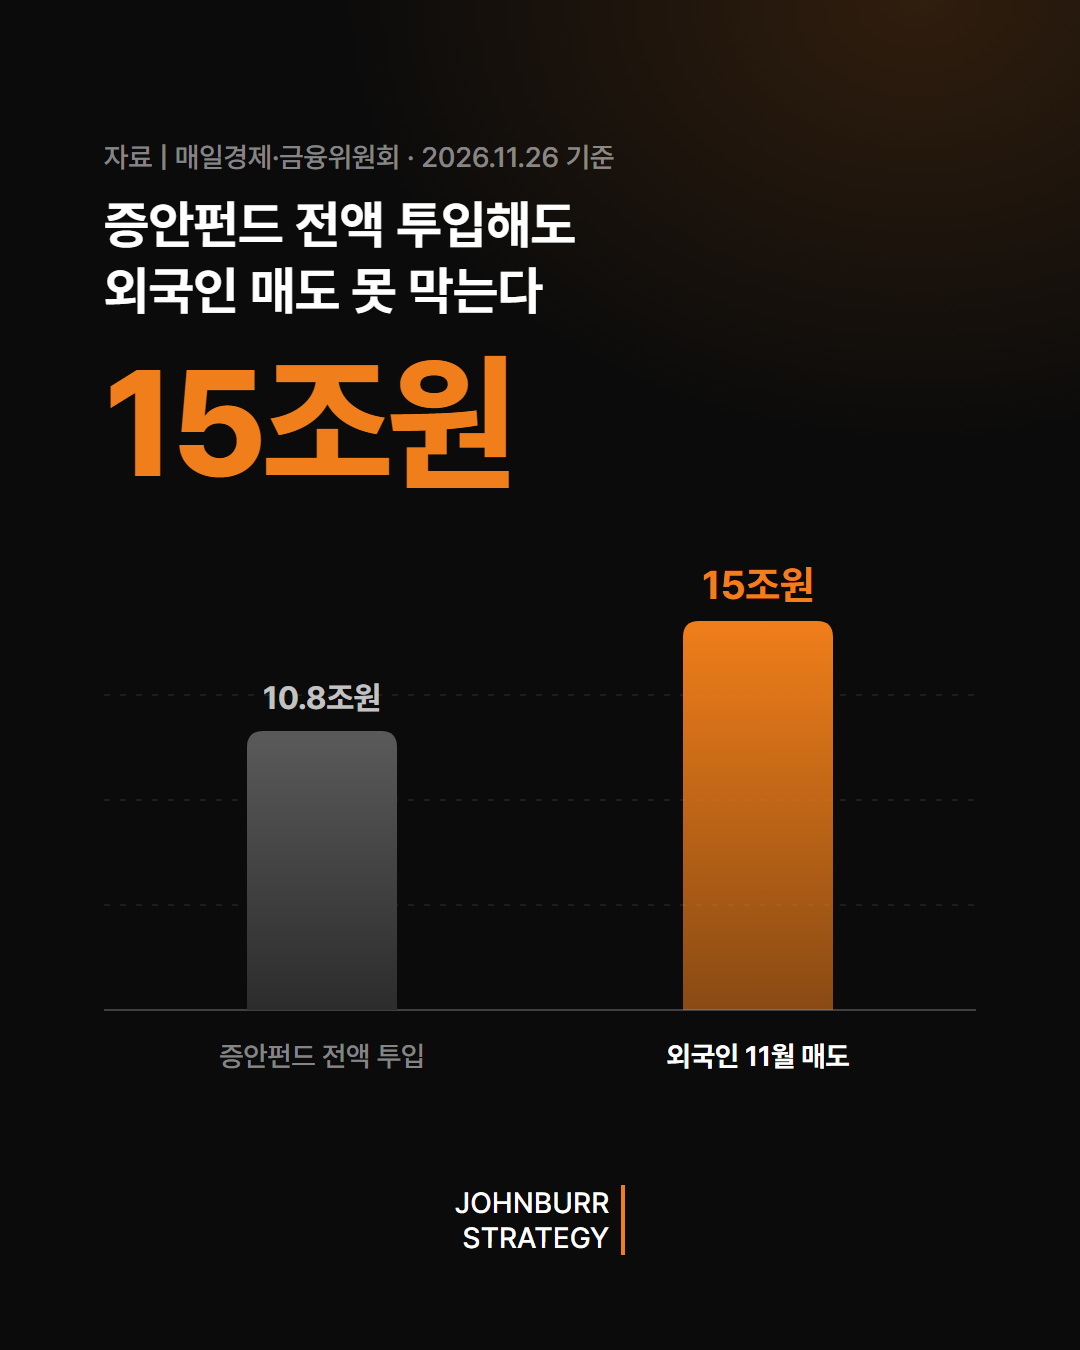 자료 | 매일경제·금융위원회 · 2026.11.26 기준
증안펀드 전액 투입해도
외국인 매도 못 막는다
15조원
15조원
10.8조원
증안펀드 전액 투입
외국인 11월 매도
JOHNBURR
STRATEGY